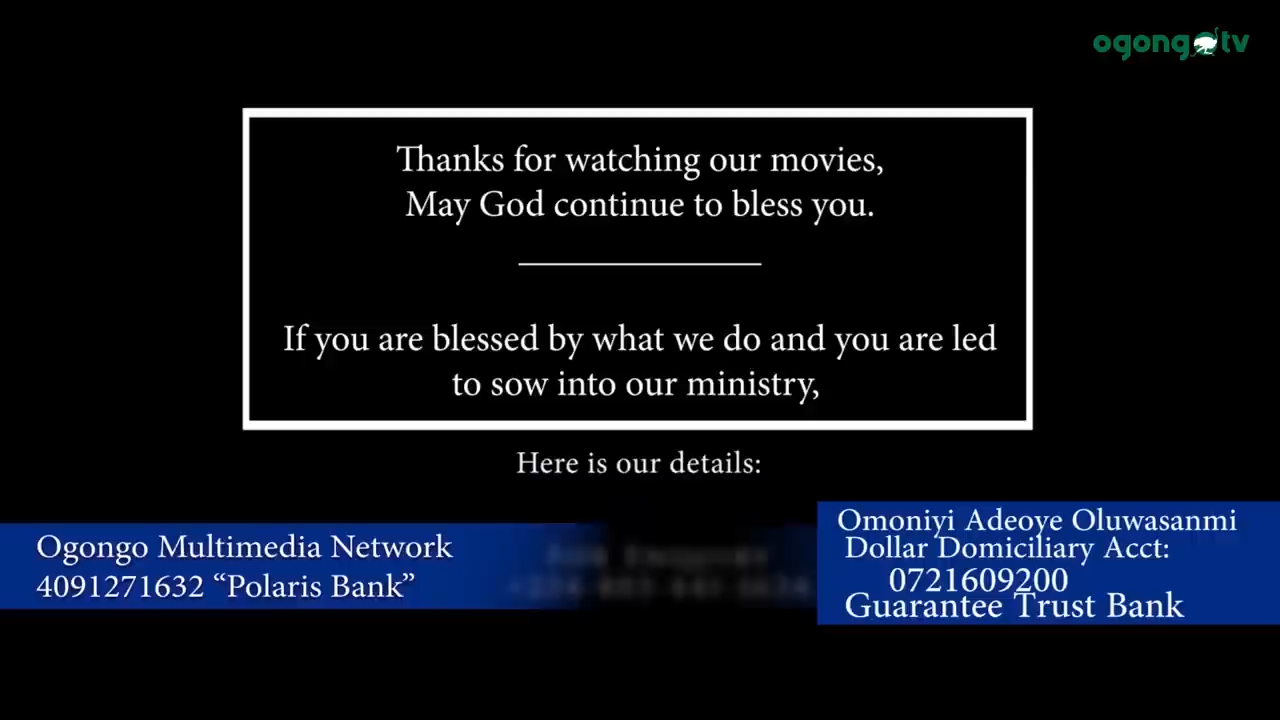 ogongo tv
Thanks for watching our movies,
May God continue to bless you.
If you are blessed by what we do and you are led
to sow into our ministry,
Here is our details:
Ogongo Multimedia Network
4091271632 “Polaris Bank”
Omoniyi Adeoye Oluwasanmi
Dollar Domiciliary Acct:
0721609200
Guarantee Trust Bank